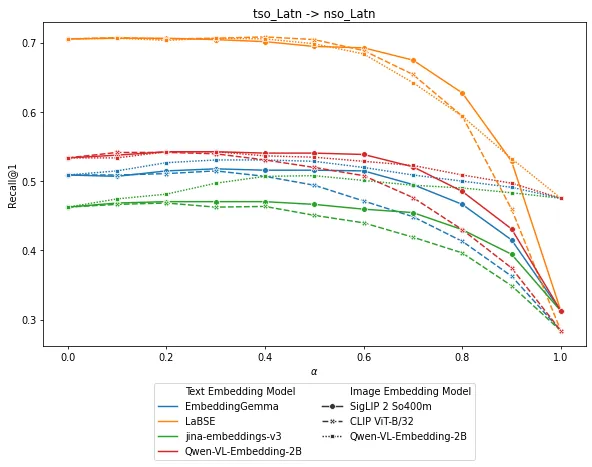 tso_Latn -> nso_Latn
0.7
0.6
0.5
0.4
0.3
Recall@1
0.0 0.2 0.4 0.6 0.8 1.0
α
Text Embedding Model Image Embedding Model
EmbeddingGemma SigLIP 2 So400m
LaBSE CLIP ViT-B/32
jina-embeddings-v3 Qwen-VL-Embedding-2B
Qwen-VL-Embedding-2B